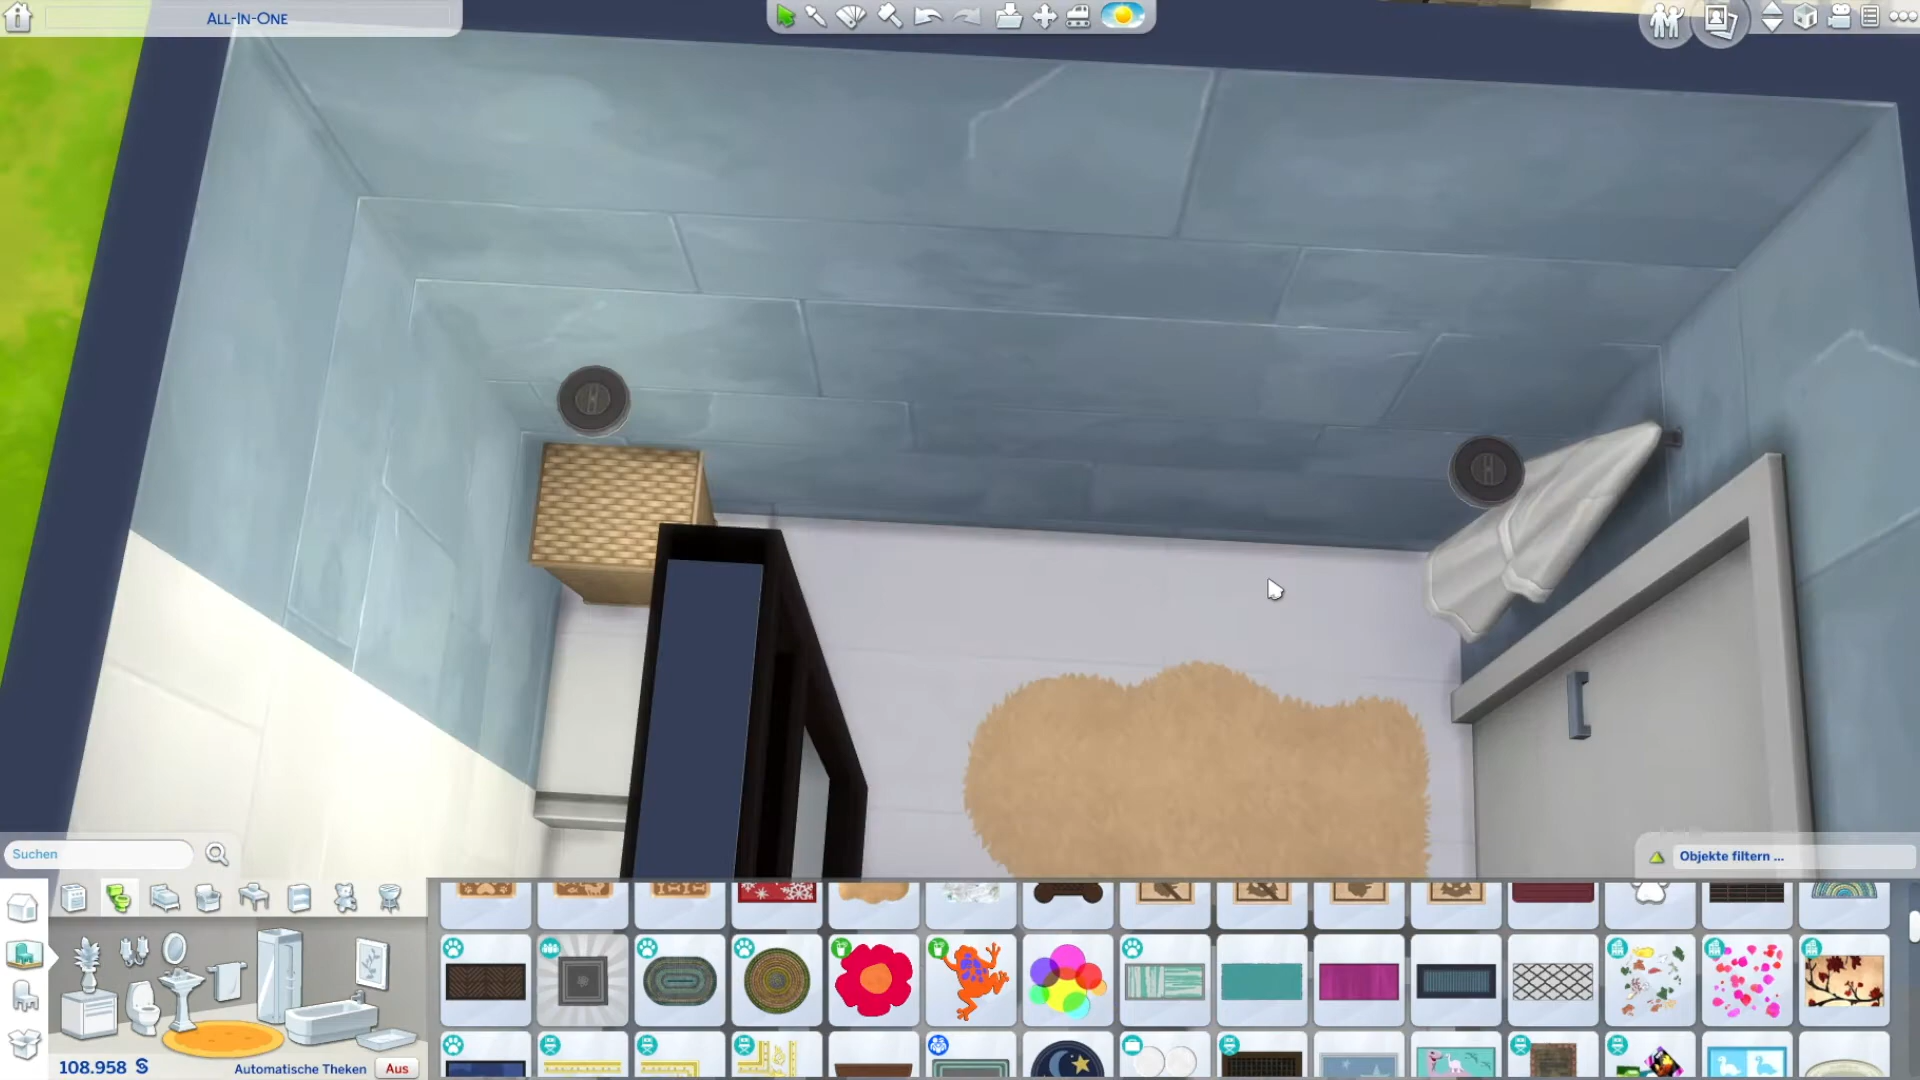 ALL-IN-ONE
Suchen
Objekte filtern ...
108.958 S
Automatische Theken
Aus